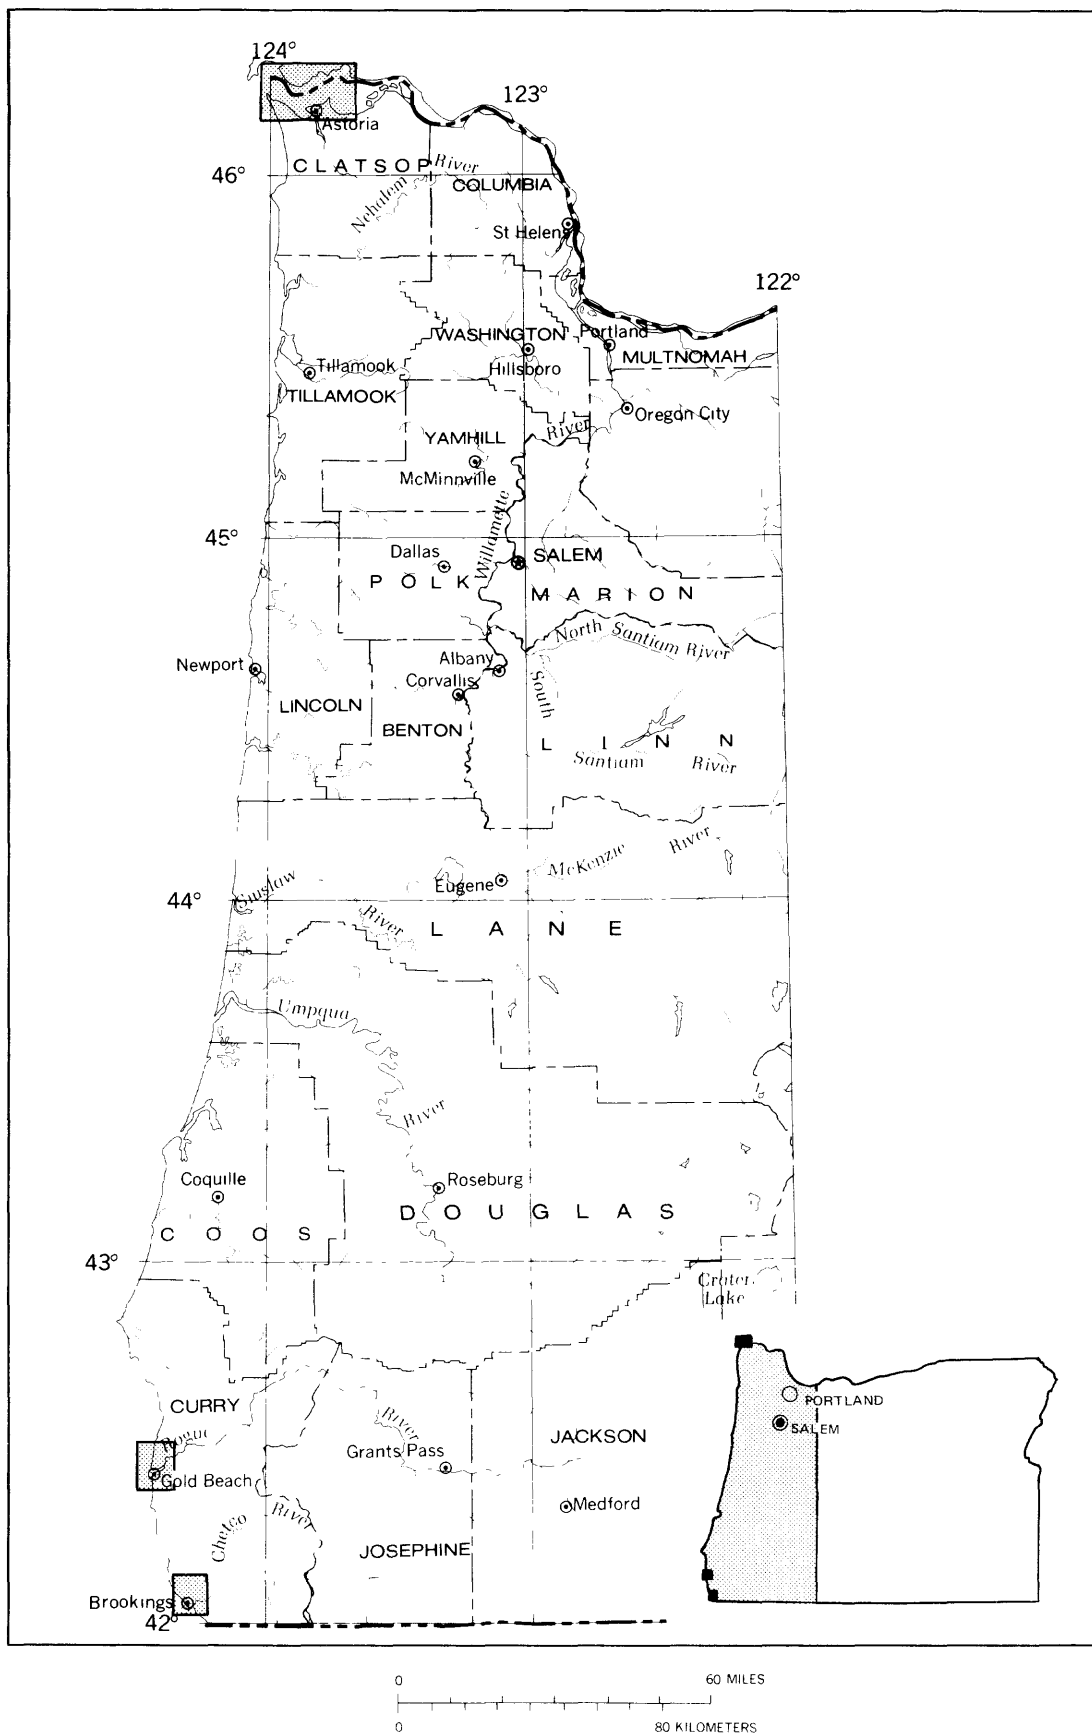 124°
123°
Astoria
CLATSOP
River
46°
Nehalem
COLUMBIA
St Helens
122°
WASHINGTON
Portland
MULTNOMAH
Hillsboro
Tillamook
TILLAMOOK
Oregon City
River
YAMHILL
McMinnville
Willamette
45°
Dallas
SALEM
POLK
MARION
North Santiam River
Newport
Albany
Corvallis
South
LINCOLN
BENTON
LINN
Santiam River
McKenzie River
Eugene
Siuslaw
44°
River
LANE
Umpqua
River
Coquille
Roseburg
DOUGLAS
COOS
43°
Crater
Lake
CURRY
PORTLAND
SALEM
Rogue
River
JACKSON
Grants Pass
Gold Beach
Medford
River
Chetco
JOSEPHINE
Brookings
42°
0 60 MILES
0 80 KILOMETERS